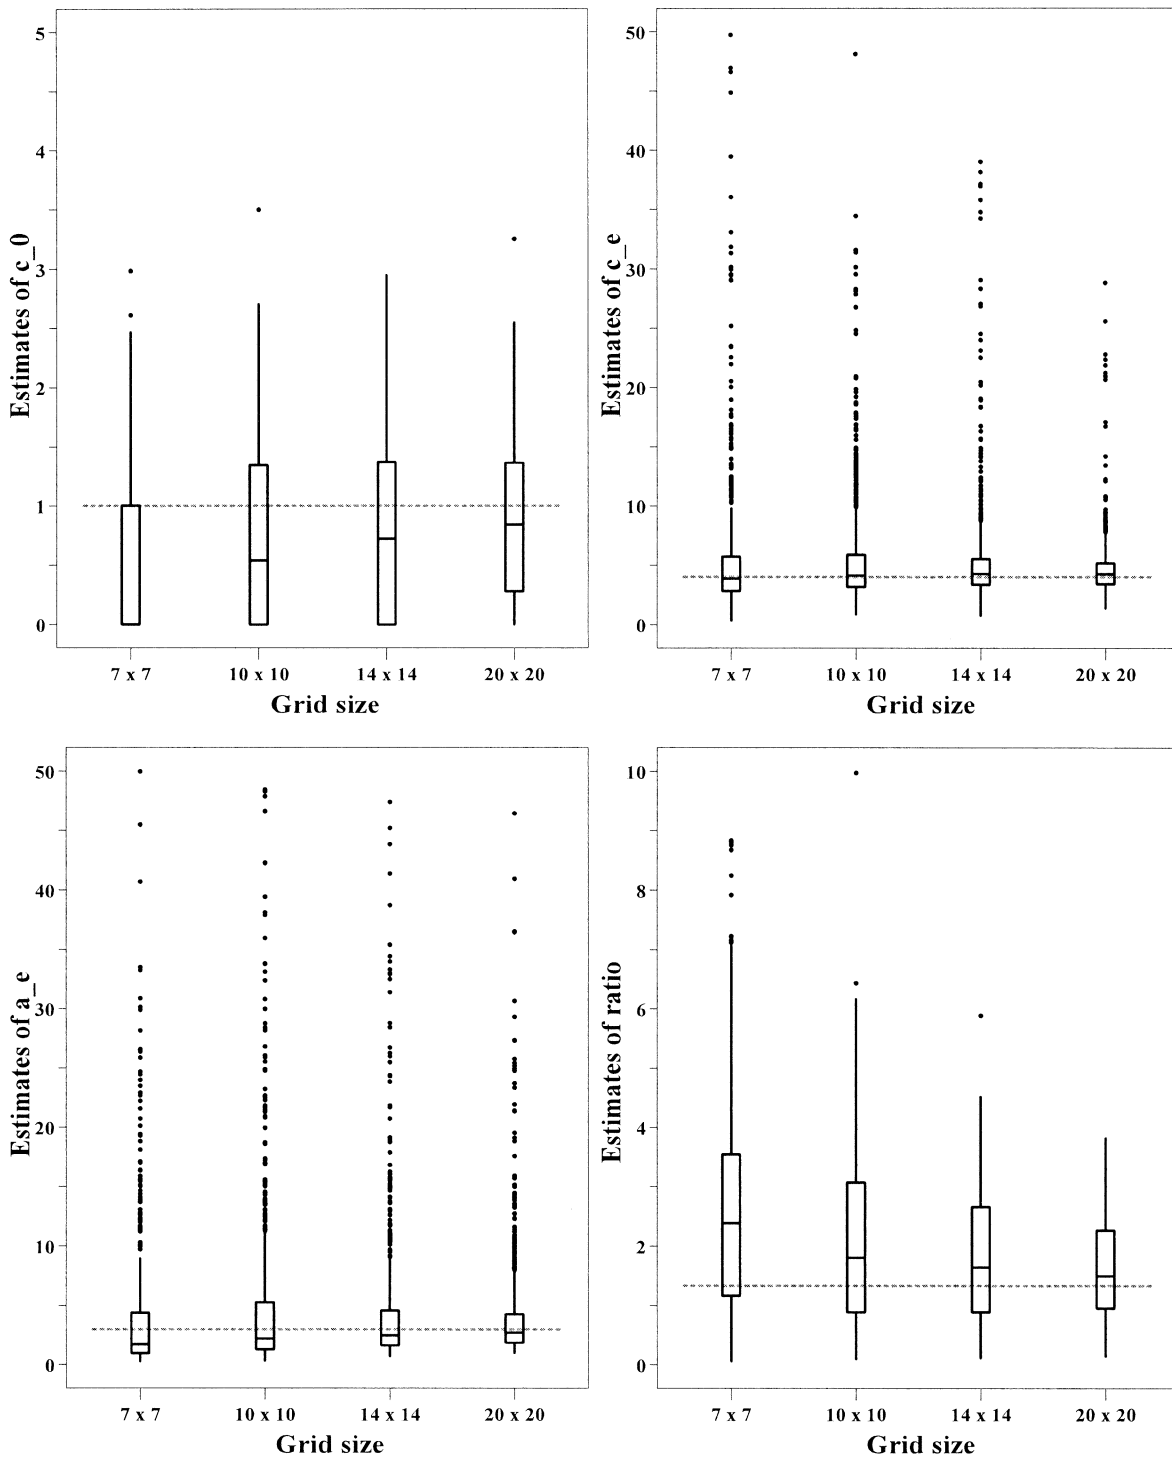 5
4
3
2
1
0
Estimates of c_0
7 x 7 10 x 10 14 x 14 20 x 20
Grid size
50
40
30
20
10
0
Estimates of c_e
7 x 7 10 x 10 14 x 14 20 x 20
Grid size
50
40
30
20
10
0
Estimates of a_e
7 x 7 10 x 10 14 x 14 20 x 20
Grid size
10
8
6
4
2
0
Estimates of ratio
7 x 7 10 x 10 14 x 14 20 x 20
Grid size